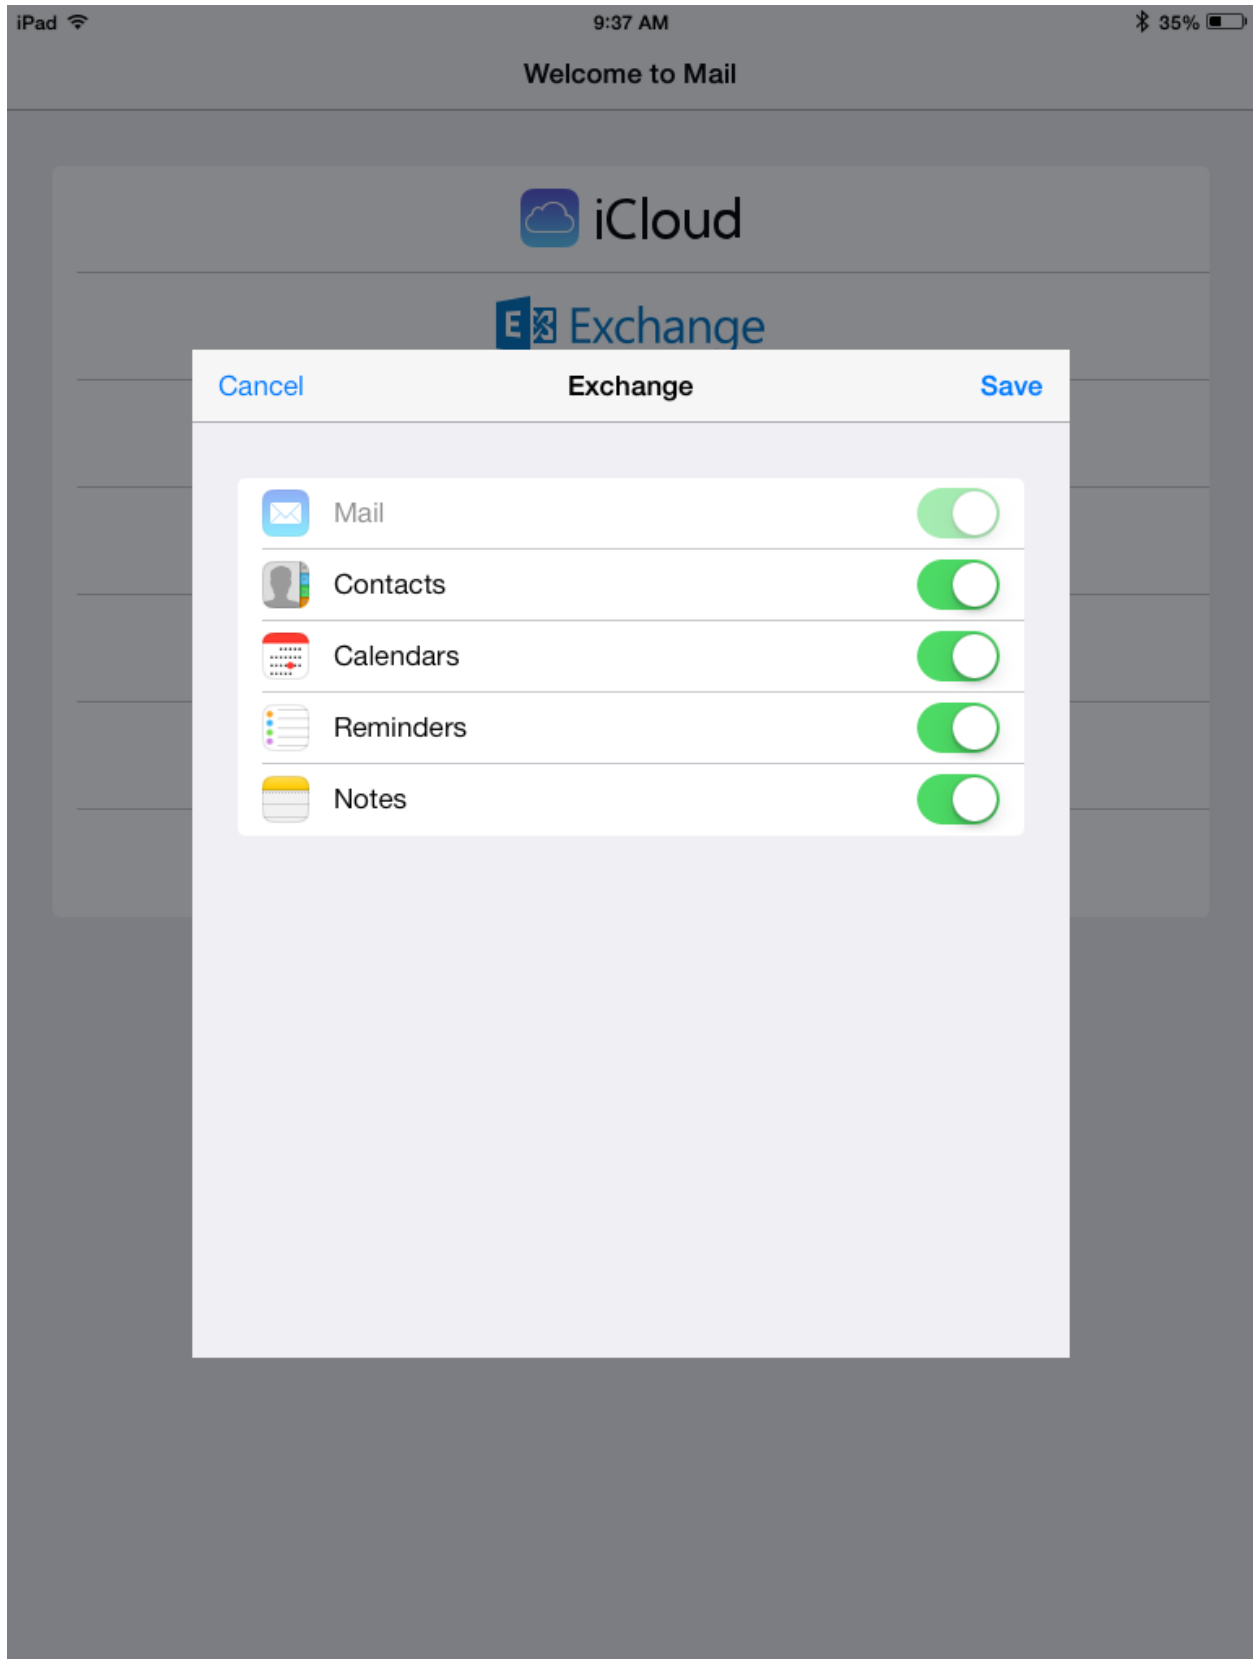 iPad 9:37 AM 35%
Welcome to Mail
iCloud
E Exchange
Cancel Exchange Save
Mail
Contacts
Calendars
Reminders
Notes